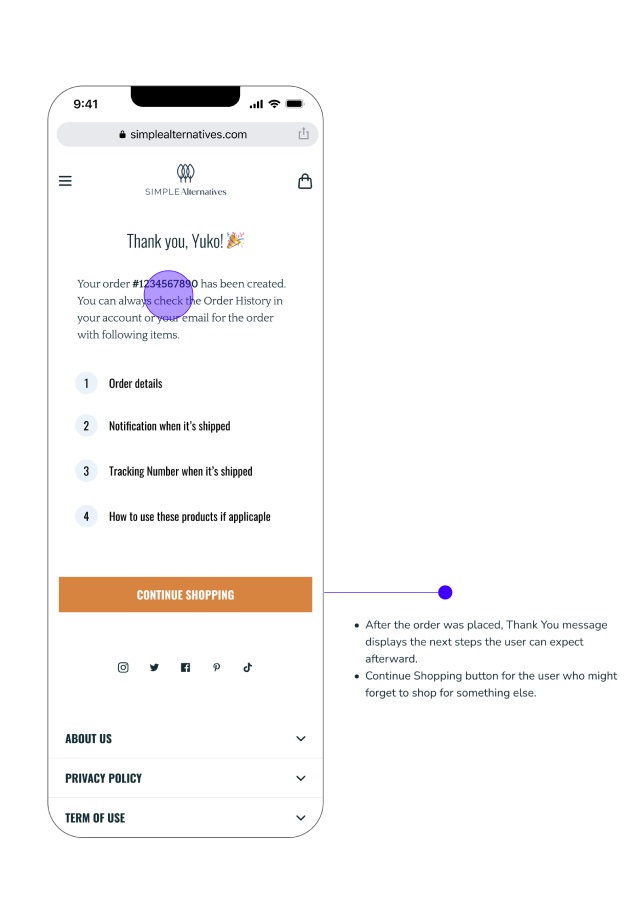 9:41
simplealternatives.com
SIMPLE Alternatives
Thank you, Yuko!
Your order #1234567890 has been created.
You can always check the Order History in
your account or your email for the order
with following items.
1 Order details
2 Notification when it's shipped
3 Tracking Number when it's shipped
4 How to use these products if applicaple
CONTINUE SHOPPING
• After the order was placed, Thank You message
displays the next steps the user can expect
afterward.
• Continue Shopping button for the user who might
forget to shop for something else.
ABOUT US
PRIVACY POLICY
TERM OF USE